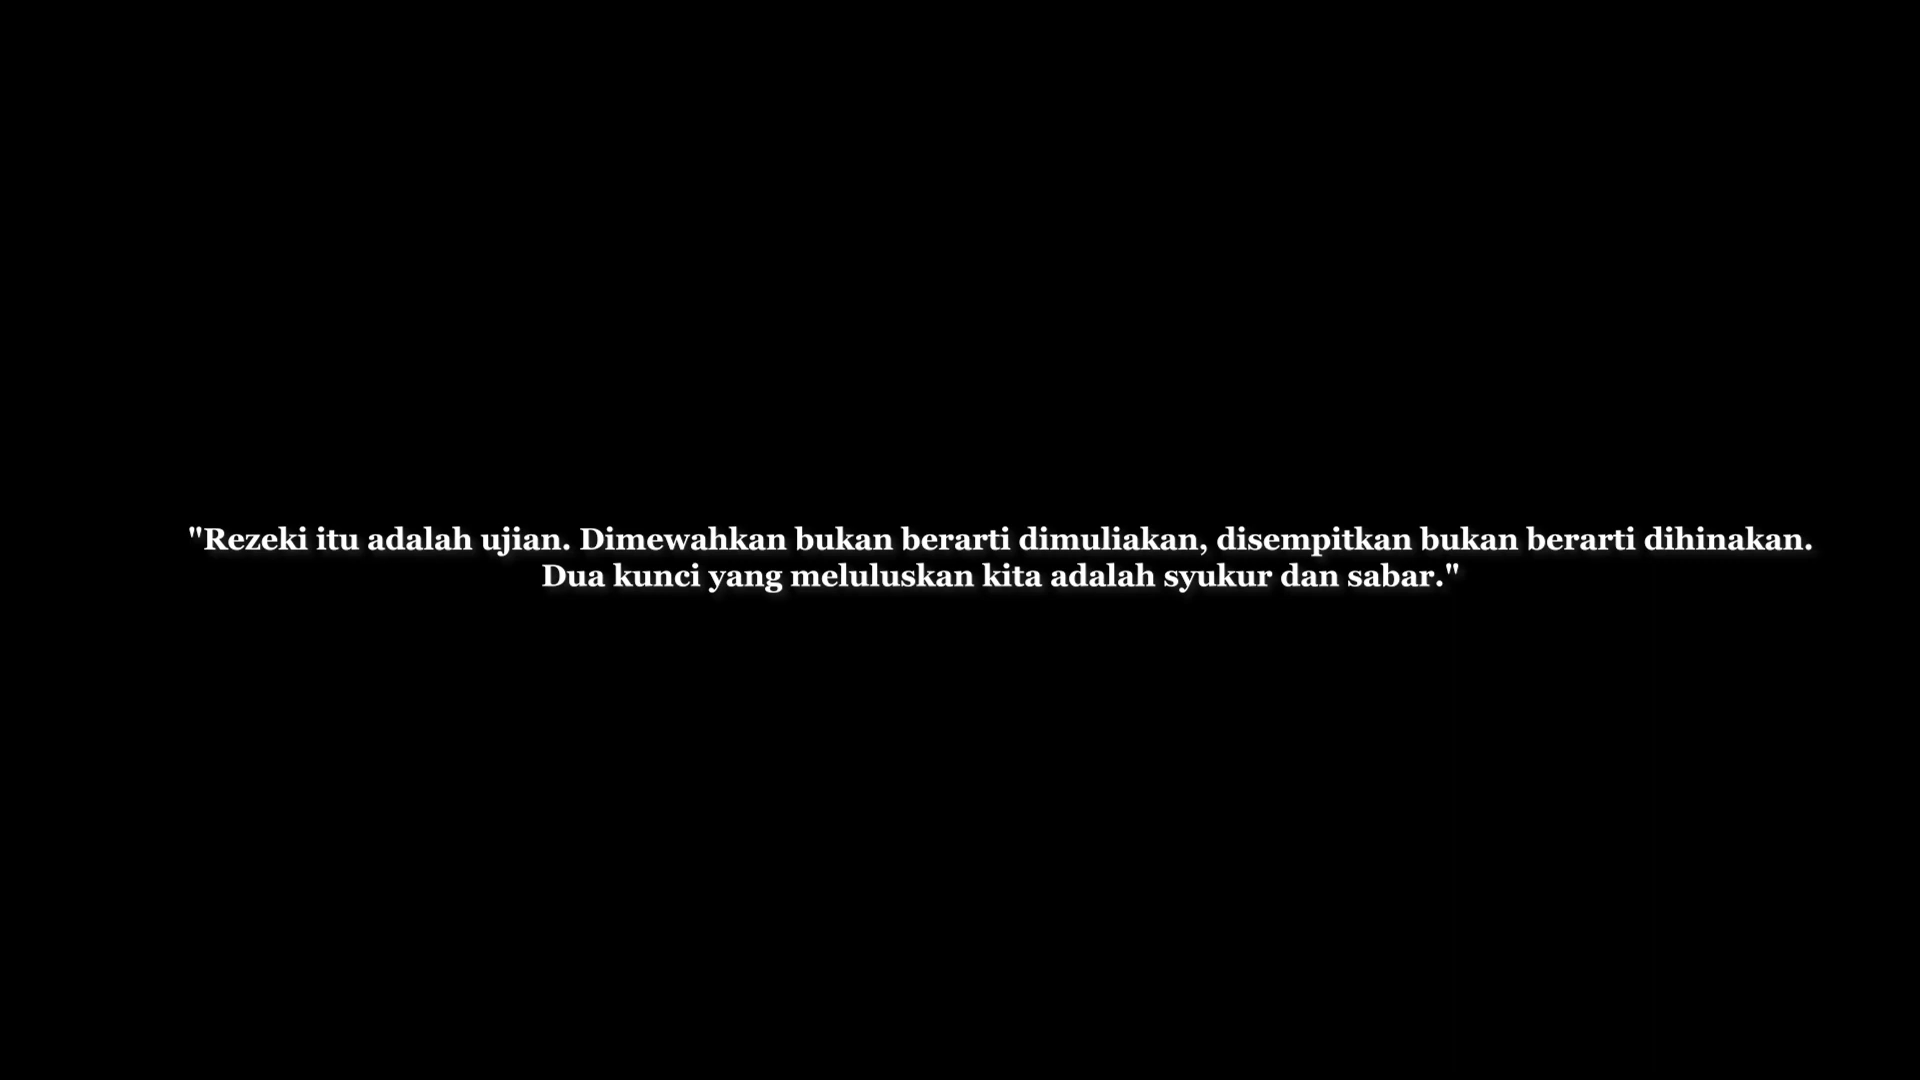 "Rezeki itu adalah ujian. Dimewahkan bukan berarti dimuliakan, disempitkan bukan berarti dihinakan.
Dua kunci yang meluluskan kita adalah syukur dan sabar."